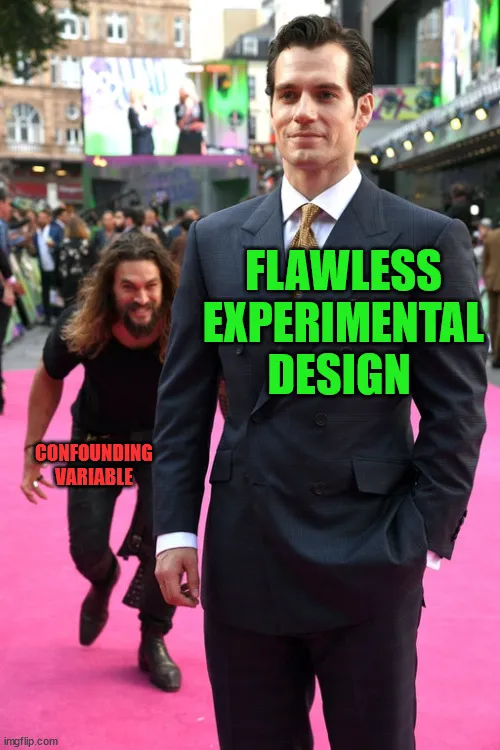 FLAWLESS
EXPERIMENTAL
DESIGN
CONFOUNDING
VARIABLE
imgflip.com